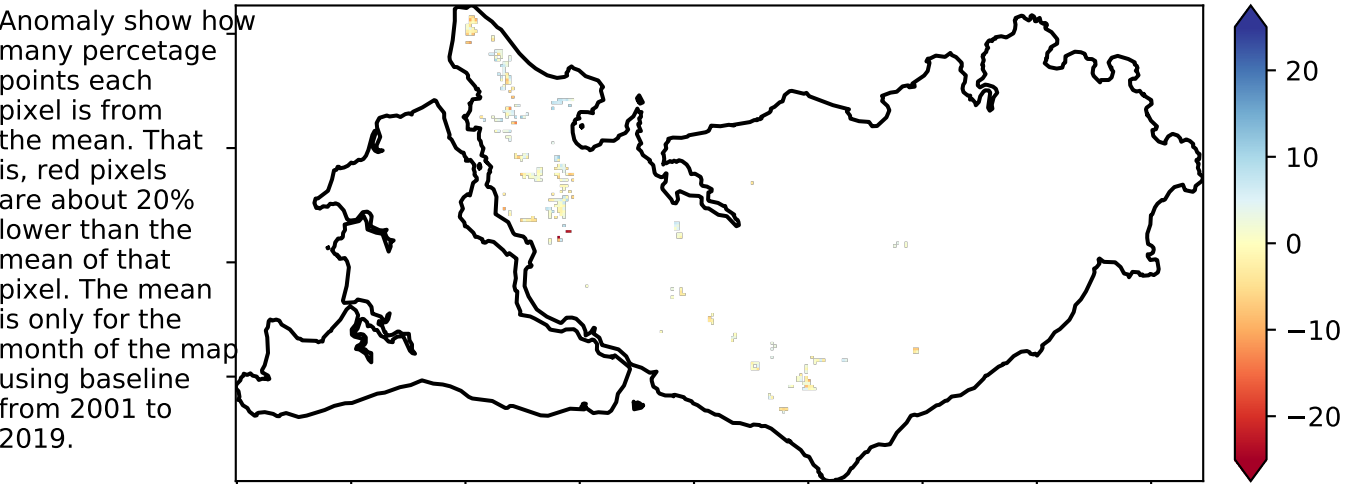 Anomaly show how
many percetage
points each
pixel is from
the mean. That
is, red pixels
are about 20%
lower than the
mean of that
pixel. The mean
is only for the
month of the map
using baseline
from 2001 to
2019.
20
10
0
−10
−20